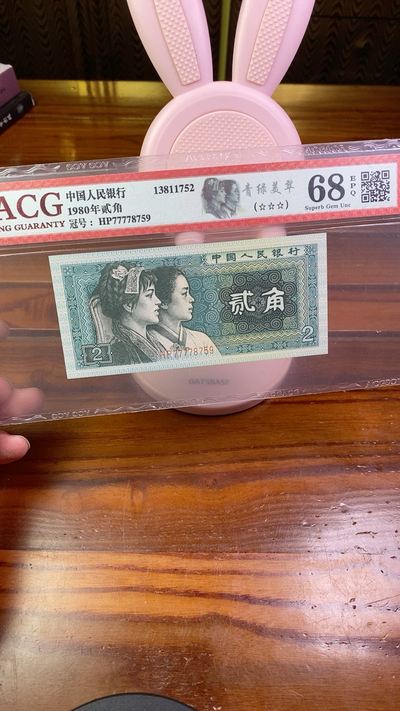 ACG
NG GUARANTY
中国人民银行
1980年贰角
冠号：HP77778759
13811752
青绿美翠
(☆☆☆)
68
EPQ
Superb Gem Unc
中国人民银行
贰角
HP77778759
2
2
OATSBASE